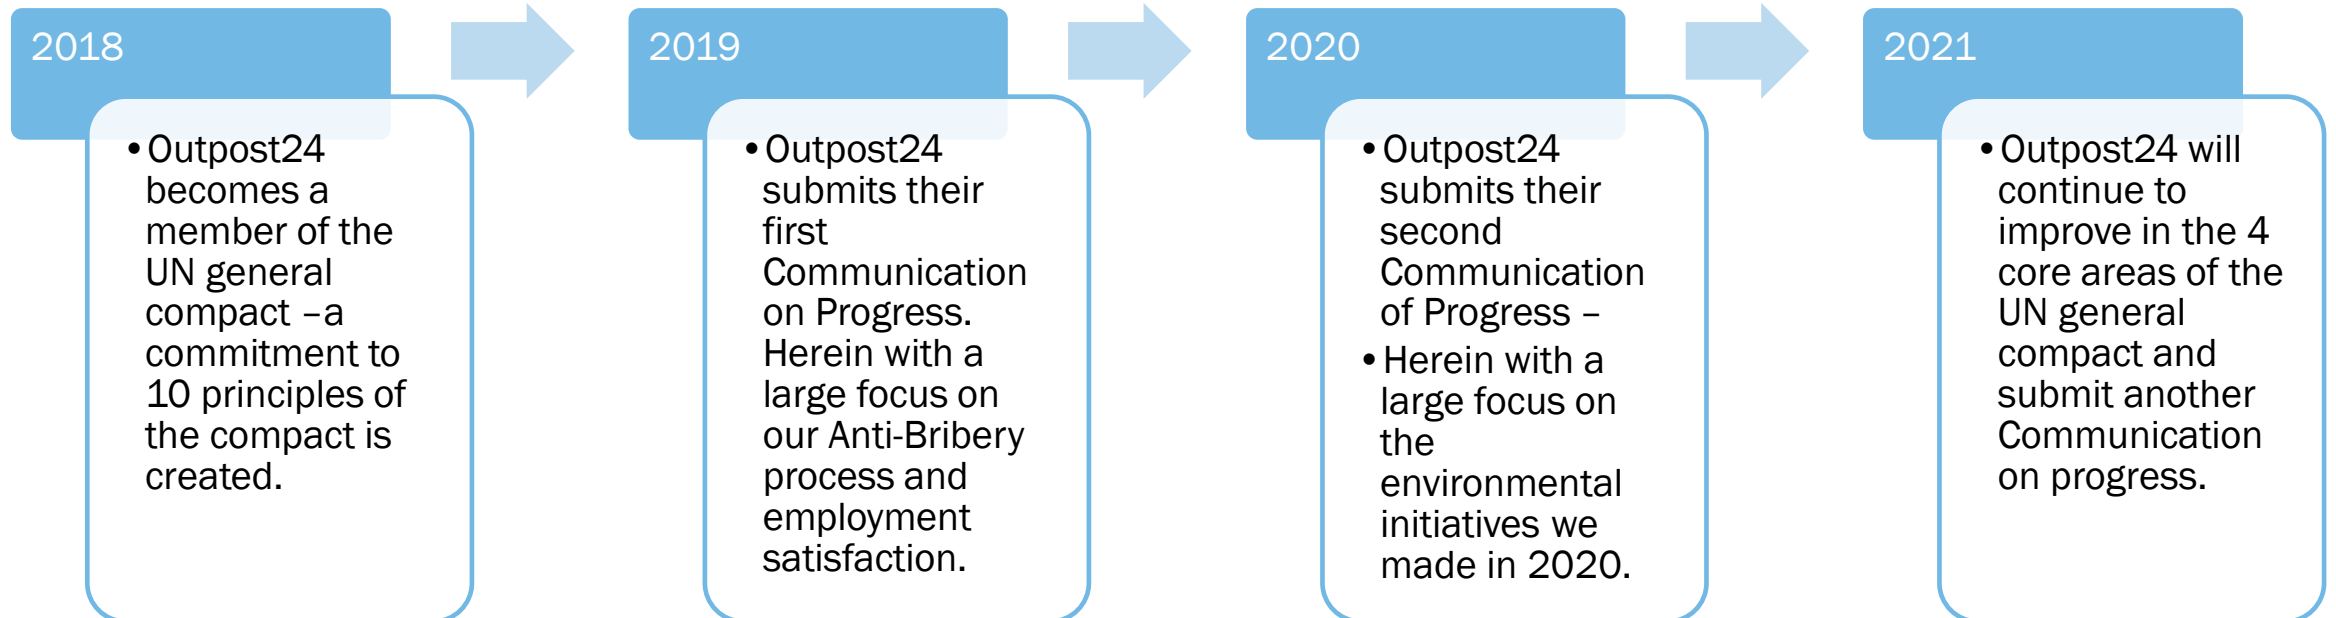 2018
•Outpost24
becomes a
member of the
UN general
compact –a
commitment to
10 principles of
the compact is
created.
2019
•Outpost24
submits their
first
Communication
on Progress.
Herein with a
large focus on
our Anti-Bribery
process and
employment
satisfaction.
2020
•Outpost24
submits their
second
Communication
of Progress –
•Herein with a
large focus on
the
environmental
initiatives we
made in 2020.
2021
•Outpost24 will
continue to
improve in the 4
core areas of the
UN general
compact and
submit another
Communication
on progress.